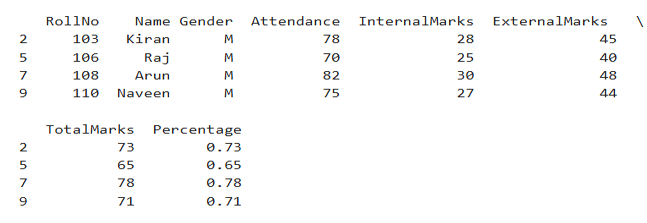 RollNo Name Gender Attendance InternalMarks ExternalMarks \
2 103 Kiran M 78 28 45
5 106 Raj M 70 25 40
7 108 Arun M 82 30 48
9 110 Naveen M 75 27 44
TotalMarks Percentage
2 73 0.73
5 65 0.65
7 78 0.78
9 71 0.71